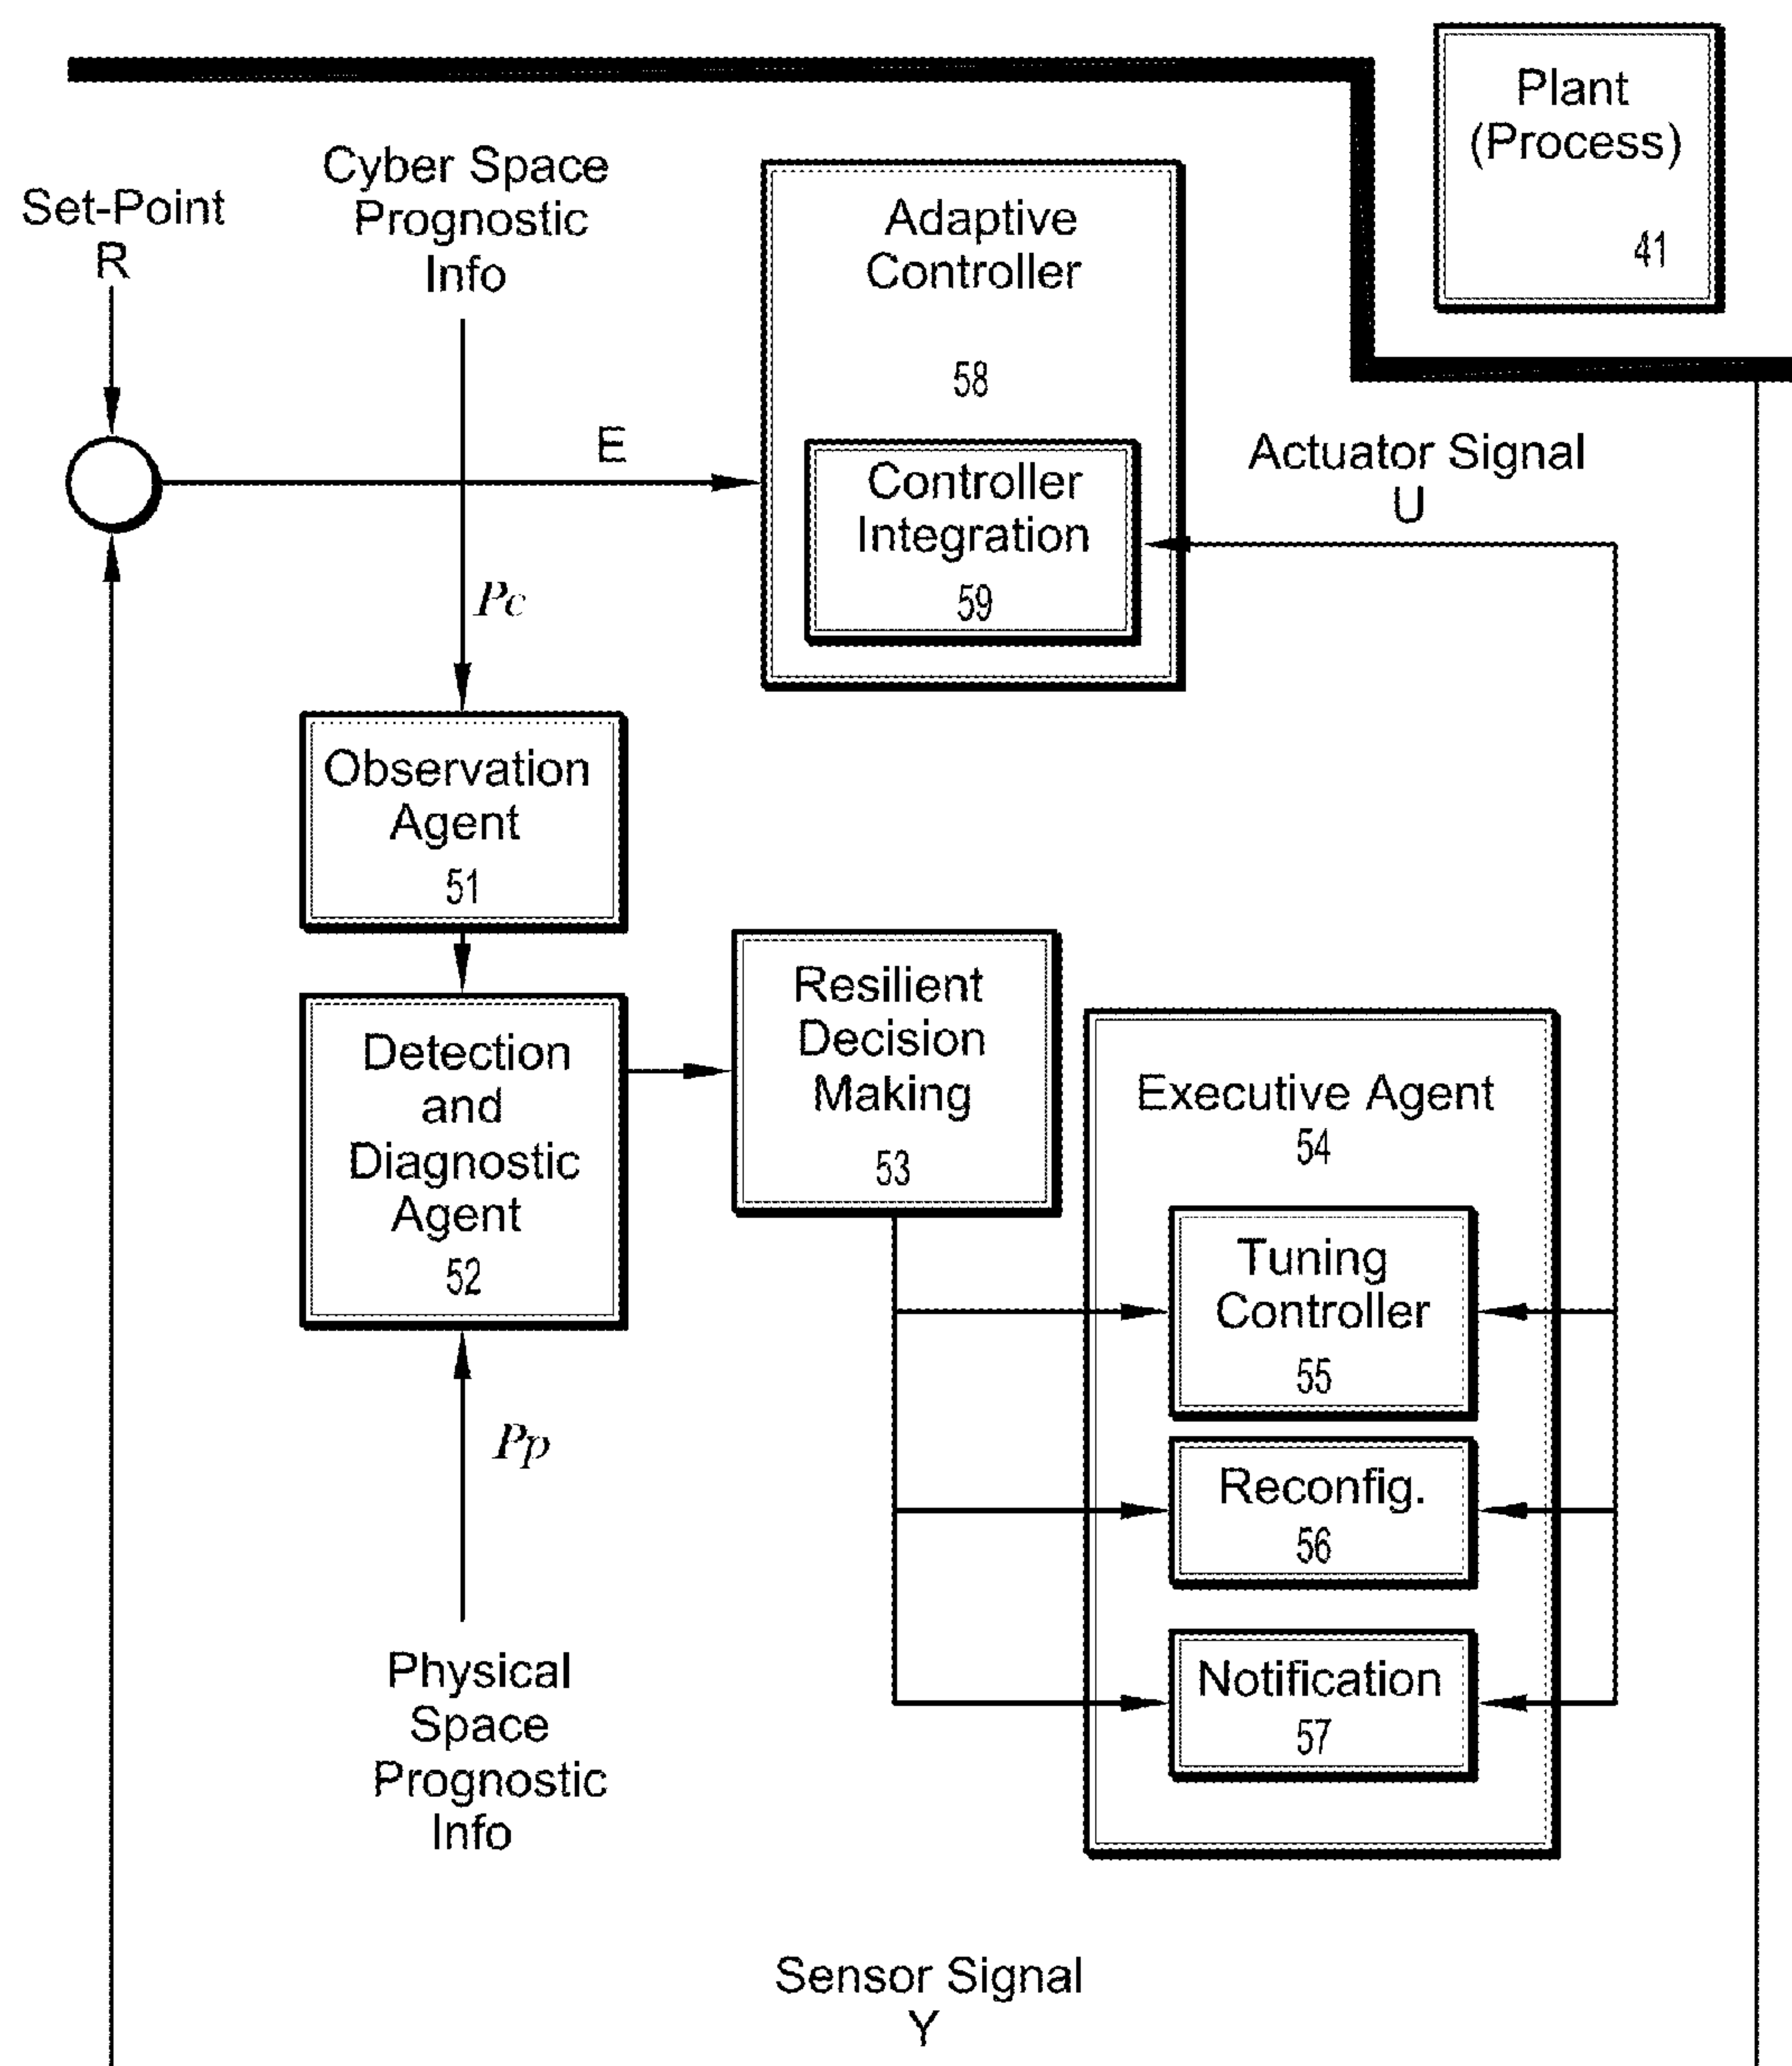 Plant
(Process)
41
Set-Point
R
Cyber Space
Prognostic
Info
Adaptive
Controller
58
E
Controller
Integration
59
Actuator Signal
U
Pc
Observation
Agent
51
Detection
and
Diagnostic
Agent
52
Resilient
Decision
Making
53
Executive Agent
54
Tuning
Controller
55
Reconfig.
56
Notification
57
Pp
Physical
Space
Prognostic
Info
Sensor Signal
Y